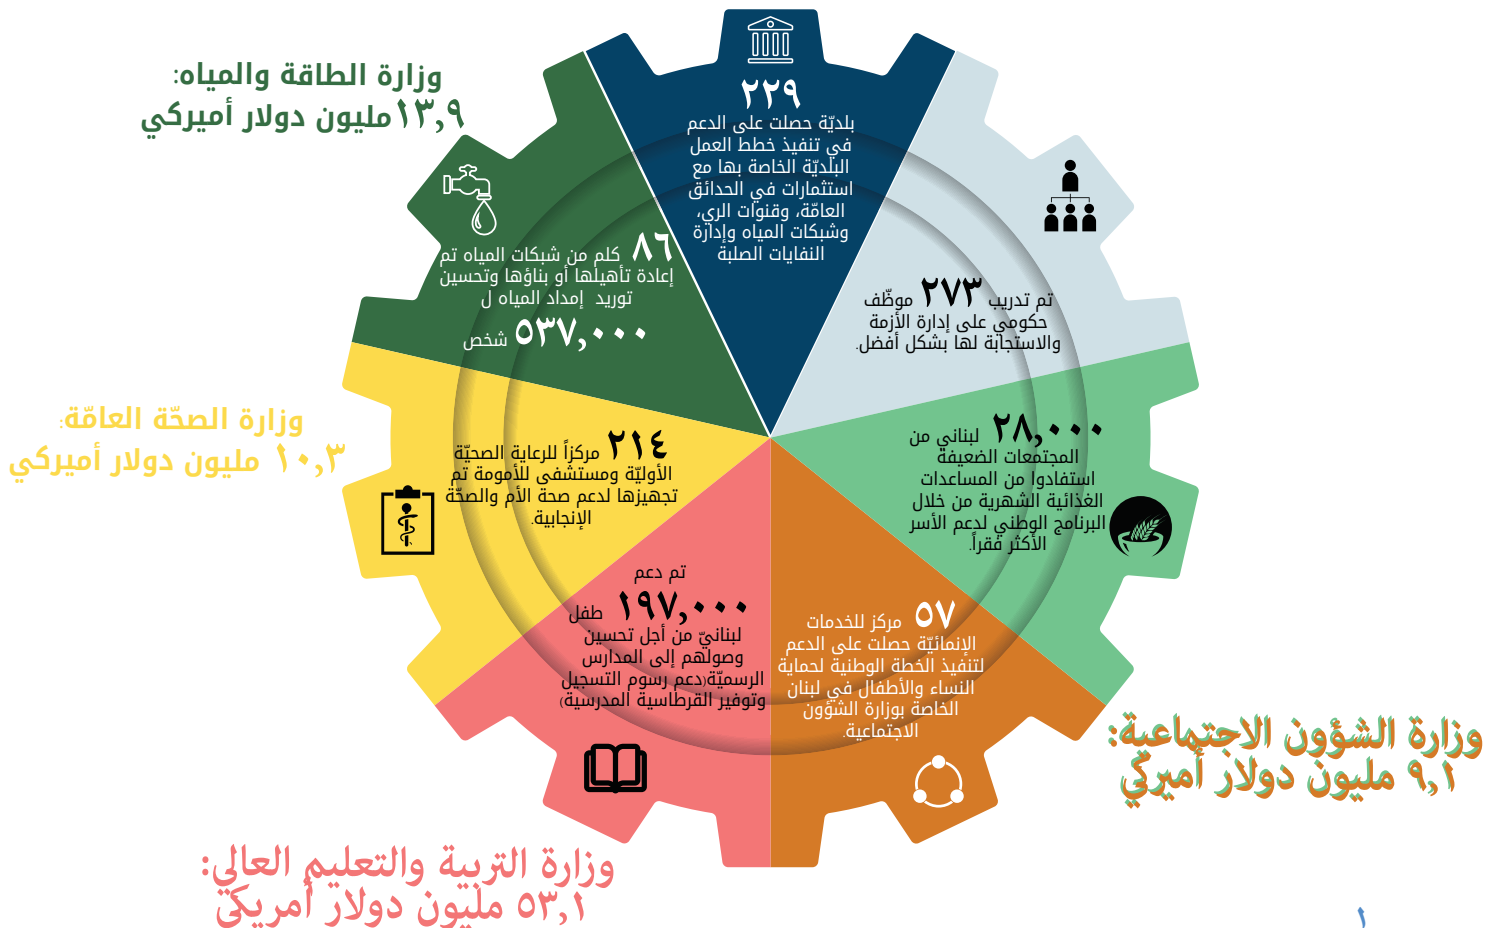 ٢٢٩
بلديّة حصلت على الدعم
في تنفيذ خطط العمل
البلديّة الخاصة بها مع
استثمارات في الحدائق
العامّة، وقنوات الري،
وشبكات المياه وإدارة
النفايات الصلبة
تم تدريب ٢٧٣ موظّف
حكومي على إدارة الأزمة
والاستجابة لها بشكل أفضل.
٢٨,٠٠٠ لبناني من
المجتمعات الضعيفة
استفادوا من المساعدات
الغذائية الشهرية من خلال
البرنامج الوطني لدعم الأسر
الأكثر فقراً.
٥٧ مركز للخدمات
الإنمائيّة حصلت على الدعم
لتنفيذ الخطة الوطنية لحماية
النساء والأطفال في لبنان
الخاصة بوزارة الشؤون
الاجتماعية.
وزارة الشؤون الاجتماعية:
٩,١ مليون دولار أميركي
تم دعم
١٩٧,٠٠٠ طفل
لبنانيّ من أجل تحسين
وصولهم إلى المدارس
الرسميّة(دعم رسوم التسجيل
وتوفير القرطاسية المدرسية)
وزارة التربية والتعليم العالي:
٥٣,١ مليون دولار أمريكي
٢١٤ مركزاً للرعاية الصحيّة
الأوليّة ومستشفى للأمومة تم
تجهيزها لدعم صحة الأم والصحّة
الإنجابية.
وزارة الصحّة العامّة:
١٠,٣ مليون دولار أميركي
٨٦ كلم من شبكات المياه تم
إعادة تأهيلها أو بناؤها وتحسين
توريد إمداد المياه ل
٥٣٧,٠٠٠ شخص
وزارة الطاقة والمياه:
١٣,٩ مليون دولار أميركي
١